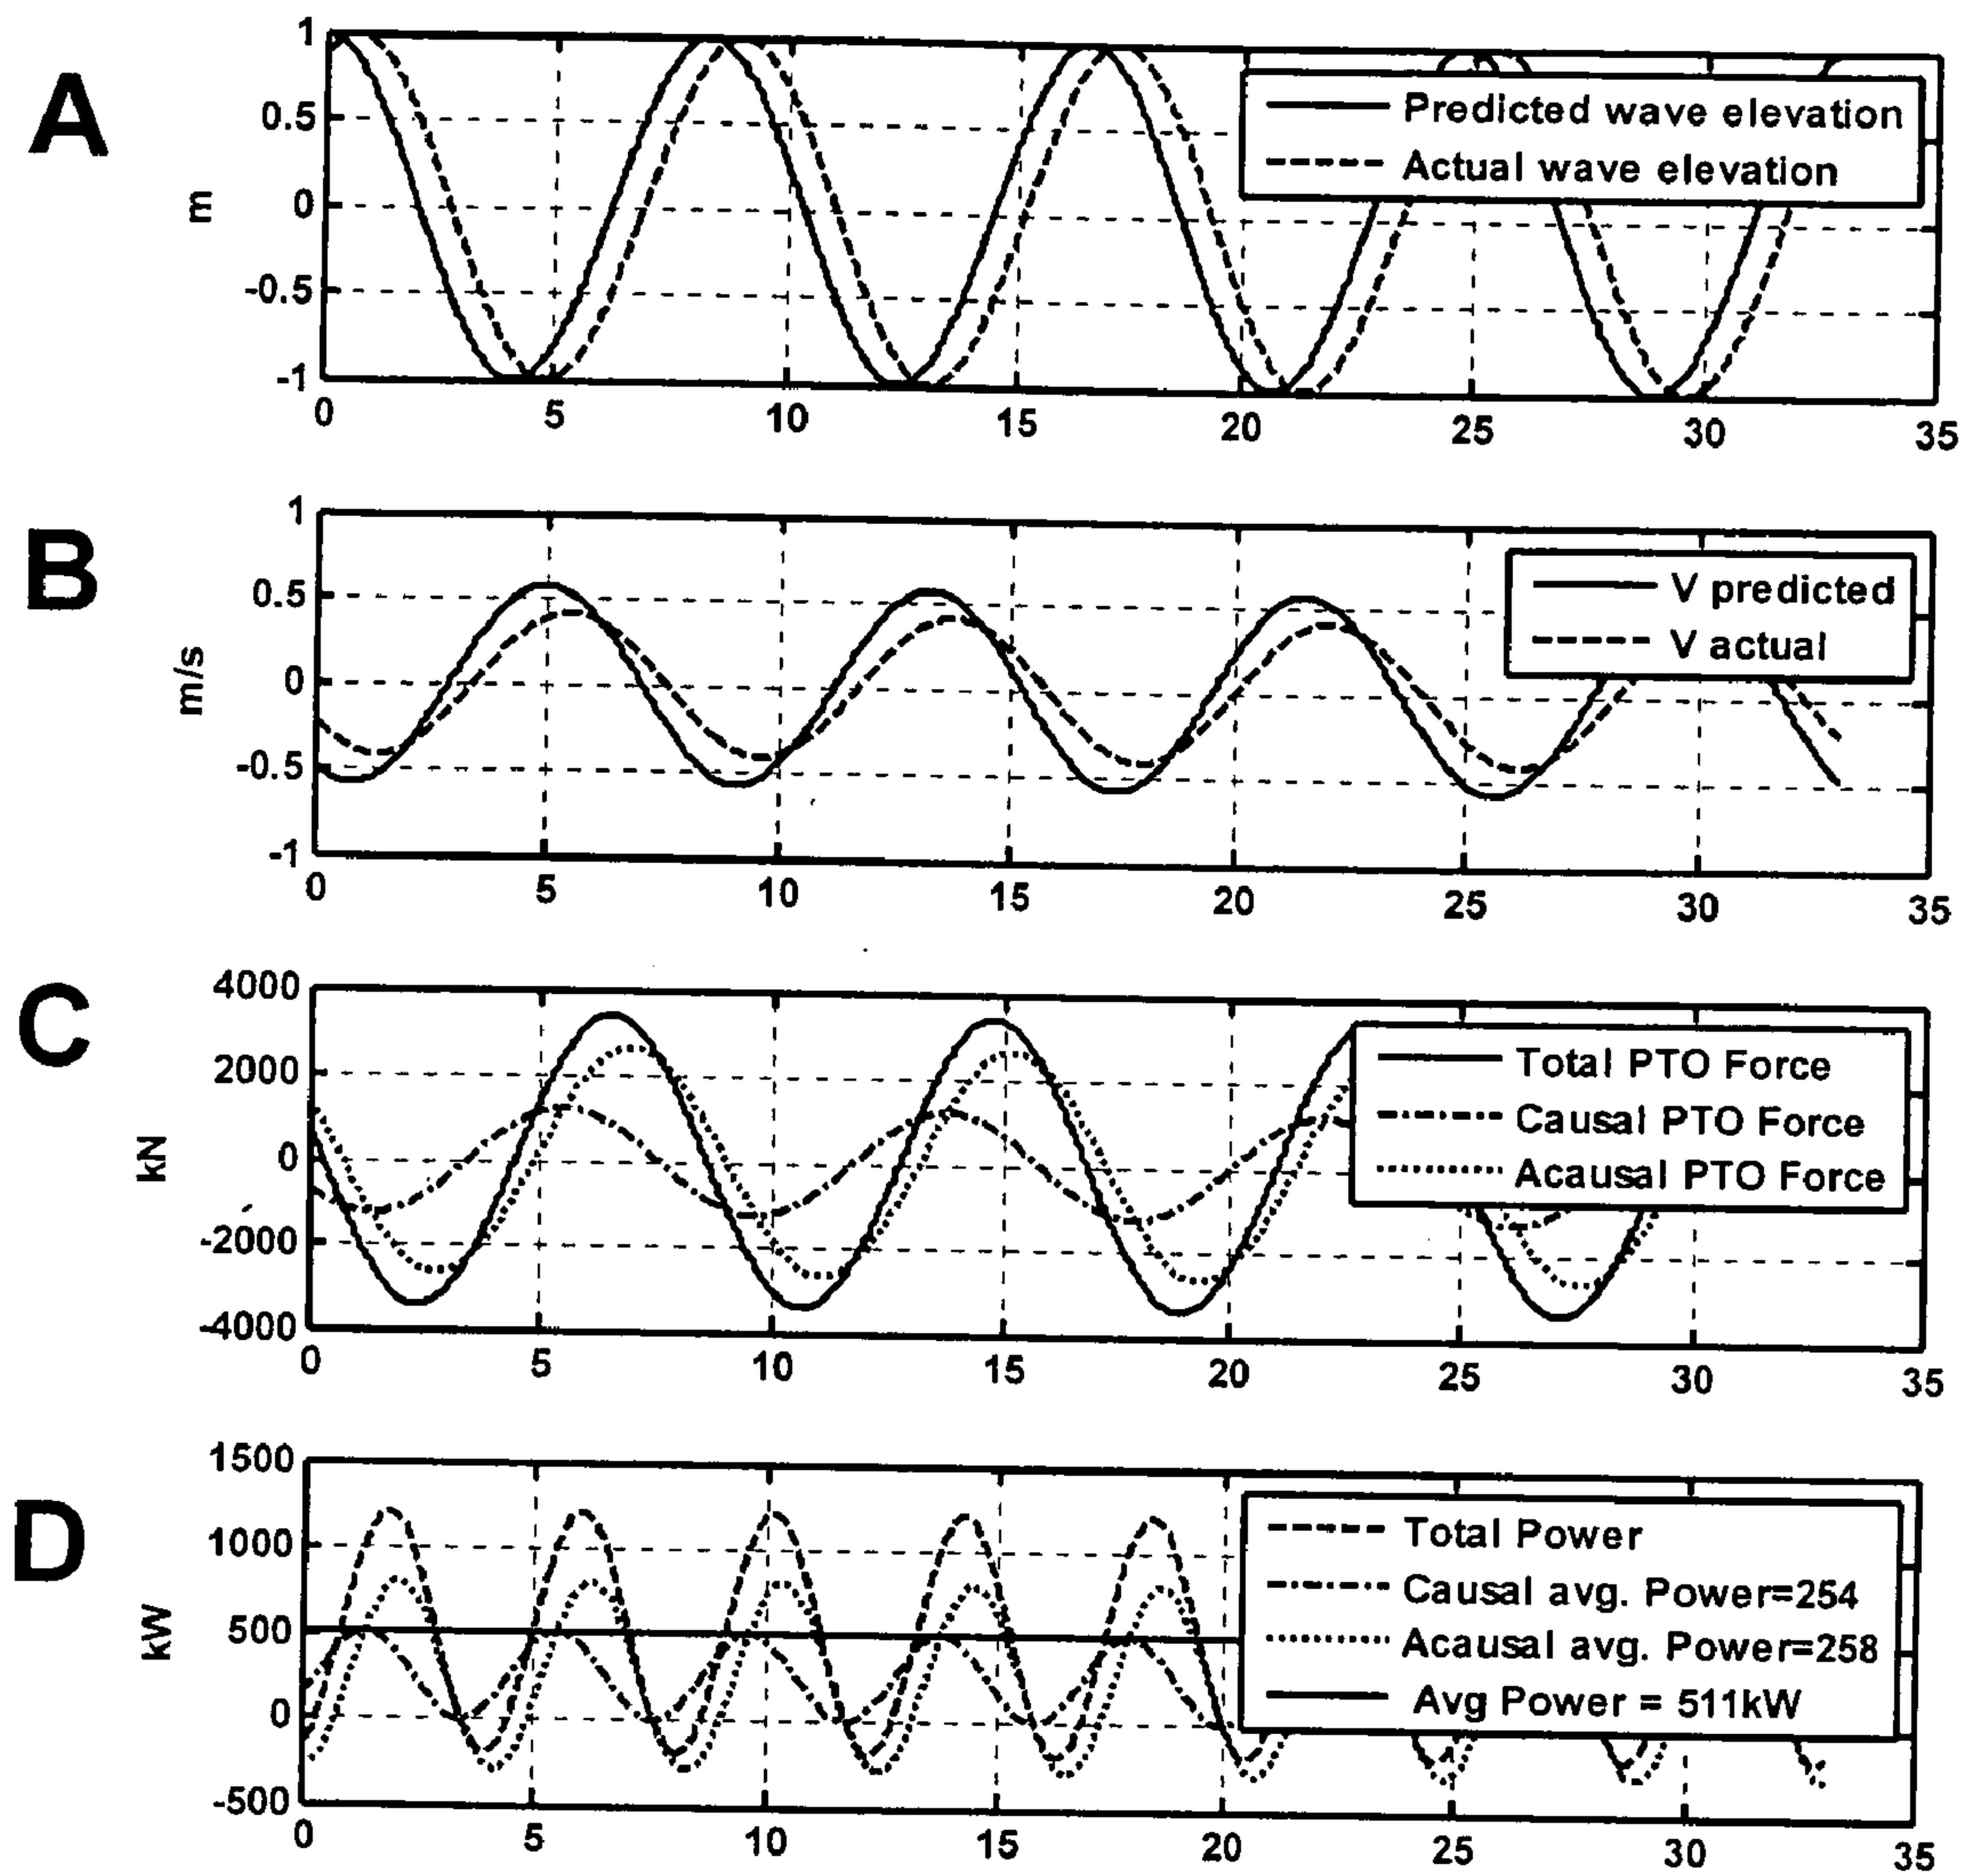 A
1
0.5
0
-0.5
-1
m
0 5 10 15 20 25 30 35
Predicted wave elevation
Actual wave elevation
B
1
0.5
0
-0.5
-1
m/s
0 5 10 15 20 25 30 35
V predicted
V actual
C
4000
2000
0
-2000
-4000
kN
0 5 10 15 20 25 30 35
Total PTO Force
Causal PTO Force
Acausal PTO Force
D
1500
1000
500
0
-500
kW
0 5 10 15 20 25 30 35
Total Power
Causal avg. Power=254
Acausal avg. Power=258
Avg Power = 511kW